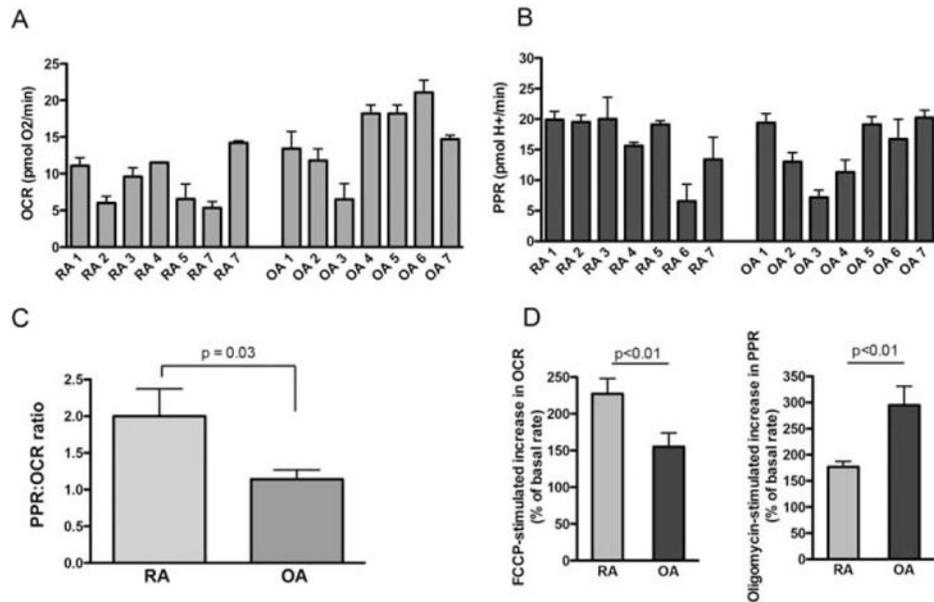 A
OCR (pmol O2/min)
25
20
15
10
5
0
RA 1 RA 2 RA 3 RA 4 RA 5 RA 7 RA 7 OA 1 OA 2 OA 3 OA 4 OA 5 OA 6 OA 7
B
PPR (pmol H+/min)
30
25
20
15
10
5
0
RA 1 RA 2 RA 3 RA 4 RA 5 RA 6 RA 7 OA 1 OA 2 OA 3 OA 4 OA 5 OA 6 OA 7
C
p = 0.03
PPR:OCR ratio
2.5
2.0
1.5
1.0
0.5
0.0
RA OA
D
p<0.01
FCCP-stimulated increase in OCR
(% of basal rate)
250
200
150
100
50
0
RA OA
p<0.01
Oligomycin-stimulated increase in PPR
(% of basal rate)
350
300
250
200
150
100
50
0
RA OA